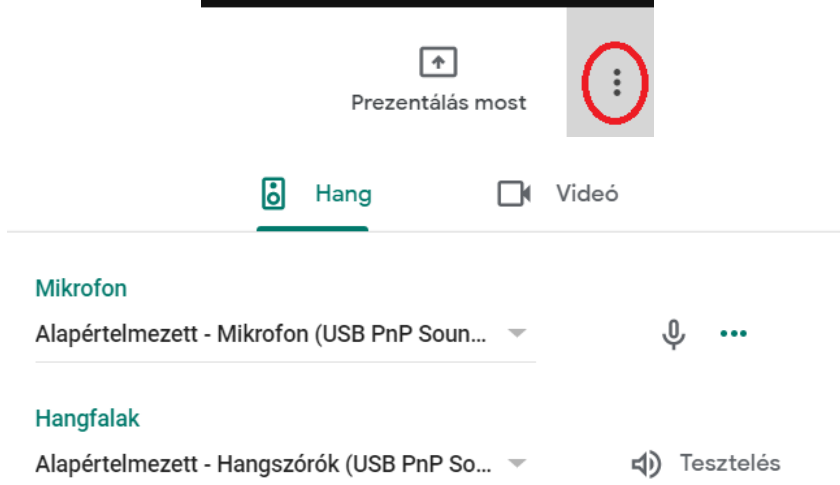 Prezentálás most
Hang
Videó
Mikrofon
Alapértelmezett - Mikrofon (USB PnP Soun...
Hangfalak
Alapértelmezett - Hangszórók (USB PnP So...
Tesztelés